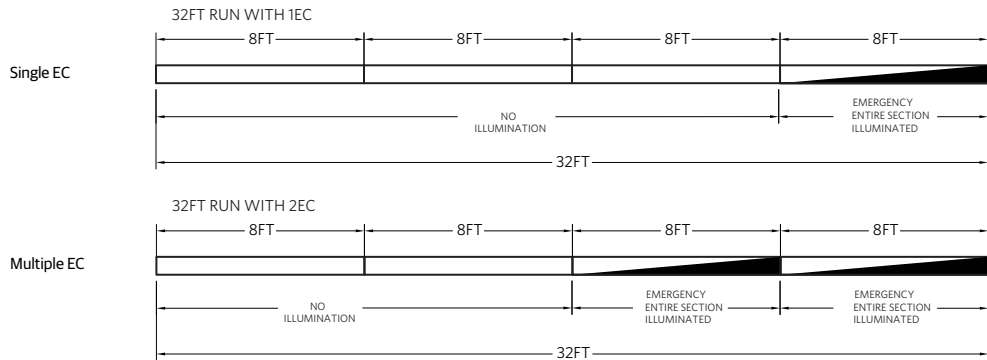 32FT RUN WITH 1EC
8FT 8FT 8FT 8FT
Single EC
NO
ILLUMINATION
EMERGENCY
ENTIRE SECTION
ILLUMINATED
32FT
32FT RUN WITH 2EC
8FT 8FT 8FT 8FT
Multiple EC
NO
ILLUMINATION
EMERGENCY
ENTIRE SECTION
ILLUMINATED
EMERGENCY
ENTIRE SECTION
ILLUMINATED
32FT